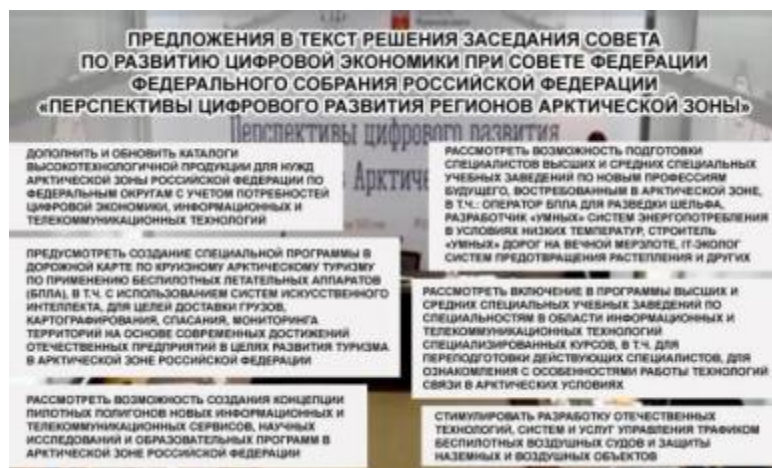 ПРЕДЛОЖЕНИЯ В ТЕКСТ РЕШЕНИЯ ЗАСЕДАНИЯ СОВЕТА
ПО РАЗВИТИЮ ЦИФРОВОЙ ЭКОНОМИКИ ПРИ СОВЕТЕ ФЕДЕРАЦИИ
ФЕДЕРАЛЬНОГО СОБРАНИЯ РОССИЙСКОЙ ФЕДЕРАЦИИ
«ПЕРСПЕКТИВЫ ЦИФРОВОГО РАЗВИТИЯ РЕГИОНОВ АРКТИЧЕСКОЙ ЗОНЫ»
Перспективы цифрового развития
Арктиче
ДОПОЛНИТЬ И ОБНОВИТЬ КАТАЛОГИ
ВЫСОКОТЕХНОЛОГИЧНОЙ ПРОДУКЦИИ ДЛЯ НУЖД
АРКТИЧЕСКОЙ ЗОНЫ РОССИЙСКОЙ ФЕДЕРАЦИИ ПО
ФЕДЕРАЛЬНЫМ ОКРУГАМ С УЧЕТОМ ПОТРЕБНОСТЕЙ
ЦИФРОВОЙ ЭКОНОМИКИ, ИНФОРМАЦИОННЫХ И
ТЕЛЕКОММУНИКАЦИОННЫХ ТЕХНОЛОГИЙ
ПРЕДУСМОТРЕТЬ СОЗДАНИЕ СПЕЦИАЛЬНОЙ ПРОГРАММЫ В
ДОРОЖНОЙ КАРТЕ ПО КРУИЗНОМУ АРКТИЧЕСКОМУ ТУРИЗМУ
ПО ПРИМЕНЕНИЮ БЕСПИЛОТНЫХ ЛЕТАТЕЛЬНЫХ АППАРАТОВ
(БПЛА), В Т.Ч. С ИСПОЛЬЗОВАНИЕМ СИСТЕМ ИСКУССТВЕННОГО
ИНТЕЛЛЕКТА, ДЛЯ ЦЕЛЕЙ ДОСТАВКИ ГРУЗОВ,
КАРТОГРАФИРОВАНИЯ, СПАСАНИЯ, МОНИТОРИНГА
ТЕРРИТОРИЙ НА ОСНОВЕ СОВРЕМЕННЫХ ДОСТИЖЕНИЙ
ОТЕЧЕСТВЕННЫХ ПРЕДПРИЯТИЙ В ЦЕЛЯХ РАЗВИТИЯ ТУРИЗМА
В АРКТИЧЕСКОЙ ЗОНЕ РОССИЙСКОЙ ФЕДЕРАЦИИ
РАССМОТРЕТЬ ВОЗМОЖНОСТЬ СОЗДАНИЯ КОНЦЕПЦИИ
ПИЛОТНЫХ ПОЛИГОНОВ НОВЫХ ИНФОРМАЦИОННЫХ И
ТЕЛЕКОММУНИКАЦИОННЫХ СЕРВИСОВ, НАУЧНЫХ
ИССЛЕДОВАНИЙ И ОБРАЗОВАТЕЛЬНЫХ ПРОГРАММ В
АРКТИЧЕСКОЙ ЗОНЕ РОССИЙСКОЙ ФЕДЕРАЦИИ
РАССМОТРЕТЬ ВОЗМОЖНОСТЬ ПОДГОТОВКИ
СПЕЦИАЛИСТОВ ВЫСШИХ И СРЕДНИХ СПЕЦИАЛЬНЫХ
УЧЕБНЫХ ЗАВЕДЕНИЙ ПО НОВЫМ ПРОФЕССИЯМ
БУДУЩЕГО, ВОСТРЕБОВАННЫМ В АРКТИЧЕСКОЙ ЗОНЕ,
В Т.Ч.: ОПЕРАТОР БПЛА ДЛЯ РАЗВЕДКИ ШЕЛЬФА,
РАЗРАБОТЧИК «УМНЫХ» СИСТЕМ ЭНЕРГОПОТРЕБЛЕНИЯ
В УСЛОВИЯХ НИЗКИХ ТЕМПЕРАТУР, СТРОИТЕЛЬ
«УМНЫХ» ДОРОГ НА ВЕЧНОЙ МЕРЗЛОТЕ, IT-ЭКОЛОГ
СИСТЕМ ПРЕДОТВРАЩЕНИЯ РАСТЕПЛЕНИЯ И ДРУГИХ
РАССМОТРЕТЬ ВКЛЮЧЕНИЕ В ПРОГРАММЫ ВЫСШИХ И
СРЕДНИХ СПЕЦИАЛЬНЫХ УЧЕБНЫХ ЗАВЕДЕНИЙ ПО
СПЕЦИАЛЬНОСТЯМ В ОБЛАСТИ ИНФОРМАЦИОННЫХ И
ТЕЛЕКОММУНИКАЦИОННЫХ ТЕХНОЛОГИЙ
СПЕЦИАЛИЗИРОВАННЫХ КУРСОВ, В Т.Ч. ДЛЯ
ПЕРЕПОДГОТОВКИ ДЕЙСТВУЮЩИХ СПЕЦИАЛИСТОВ, ДЛЯ
ОЗНАКОМЛЕНИЯ С ОСОБЕННОСТЯМИ РАБОТЫ ТЕХНОЛОГИЙ
СВЯЗИ В АРКТИЧЕСКИХ УСЛОВИЯХ
СТИМУЛИРОВАТЬ РАЗРАБОТКУ ОТЕЧЕСТВЕННЫХ
ТЕХНОЛОГИЙ, СИСТЕМ И УСЛУГ УПРАВЛЕНИЯ ТРАФИКОМ
БЕСПИЛОТНЫХ ВОЗДУШНЫХ СУДОВ И ЗАЩИТЫ
НАЗЕМНЫХ И ВОЗДУШНЫХ ОБЪЕКТОВ